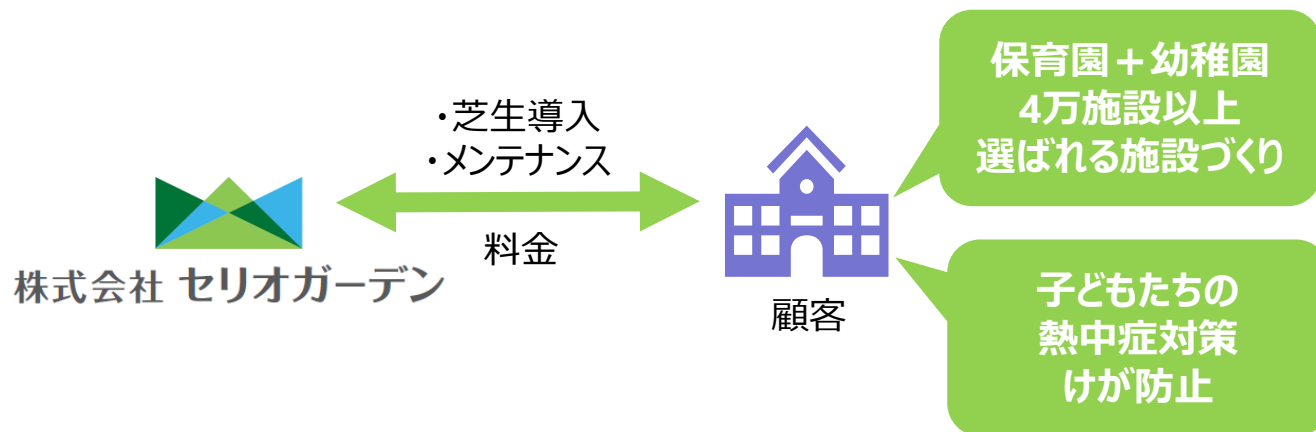 保育園+幼稚園
4万施設以上
選ばれる施設づくり
・芝生導入
・メンテナンス
料金
株式会社 セリオガーデン
顧客
子どもたちの
熱中症対策
けが防止